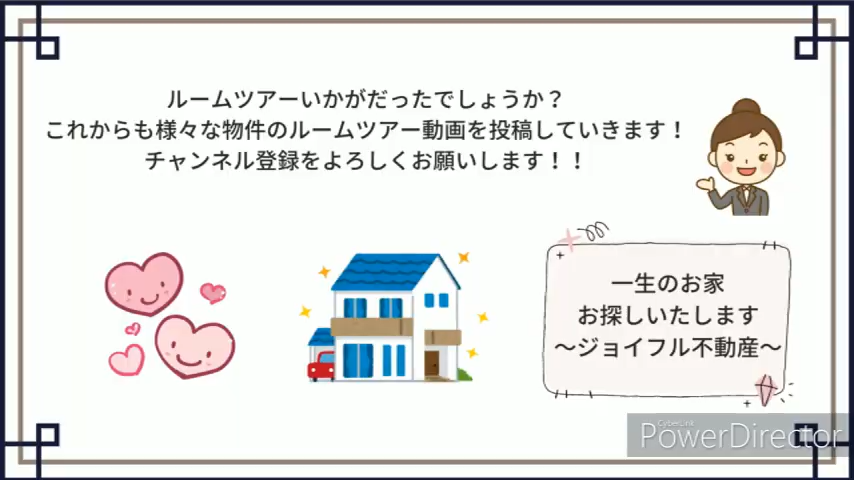 ルームツアーいかがだったでしょうか？
これからも様々な物件のルームツアー動画を投稿していきます！
チャンネル登録をよろしくお願いします！！
一生のお家
お探しいたします
～ジョイフル不動産～
CyberLink
PowerDirector